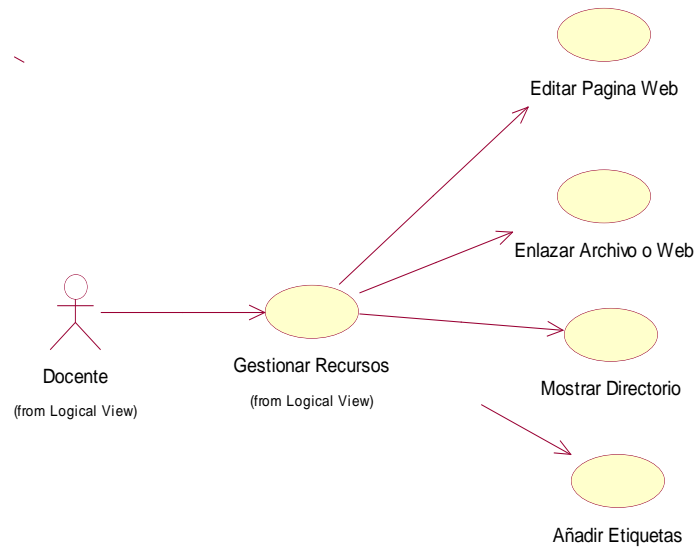 Editar Pagina Web
Enlazar Archivo o Web
Docente
(from Logical View)
Gestionar Recursos
(from Logical View)
Mostrar Directorio
Añadir Etiquetas